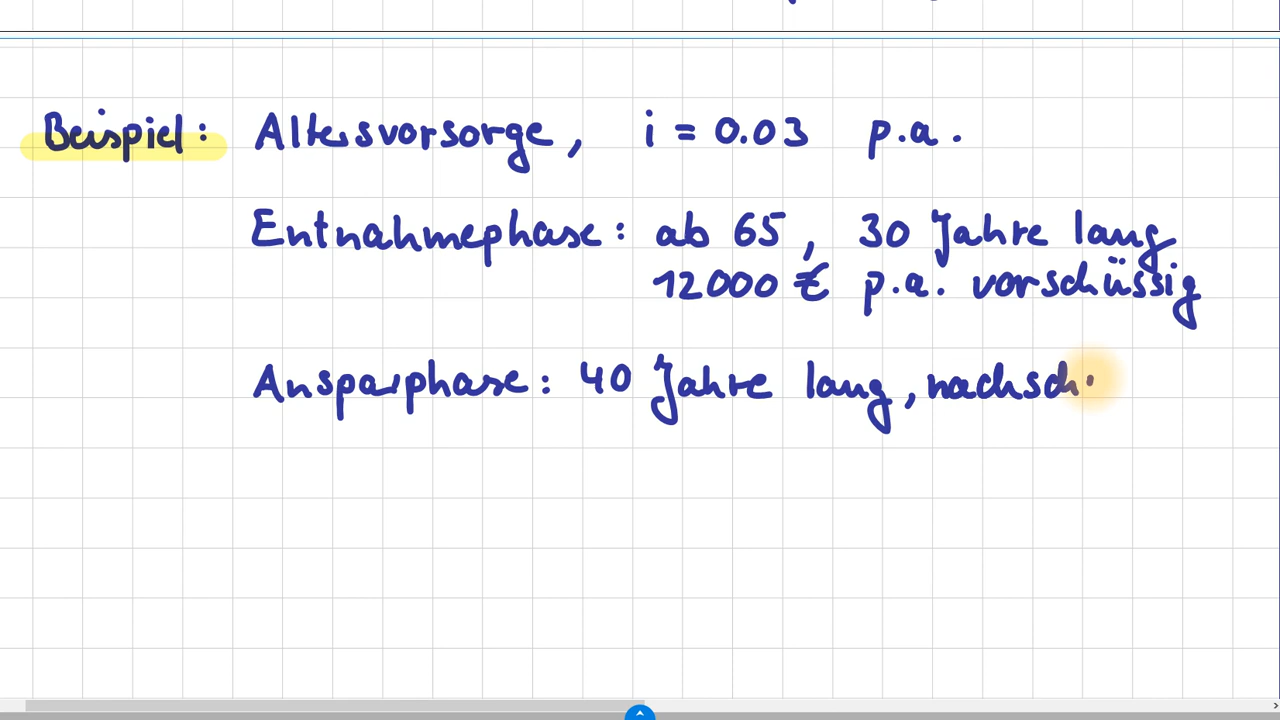 Beispiel: Altersvorsorge, i = 0.03 p.a.
Entnahmephase: ab 65, 30 Jahre lang
12000 € p.a. vorschüssig
Ansparphase: 40 Jahre lang, nachsch